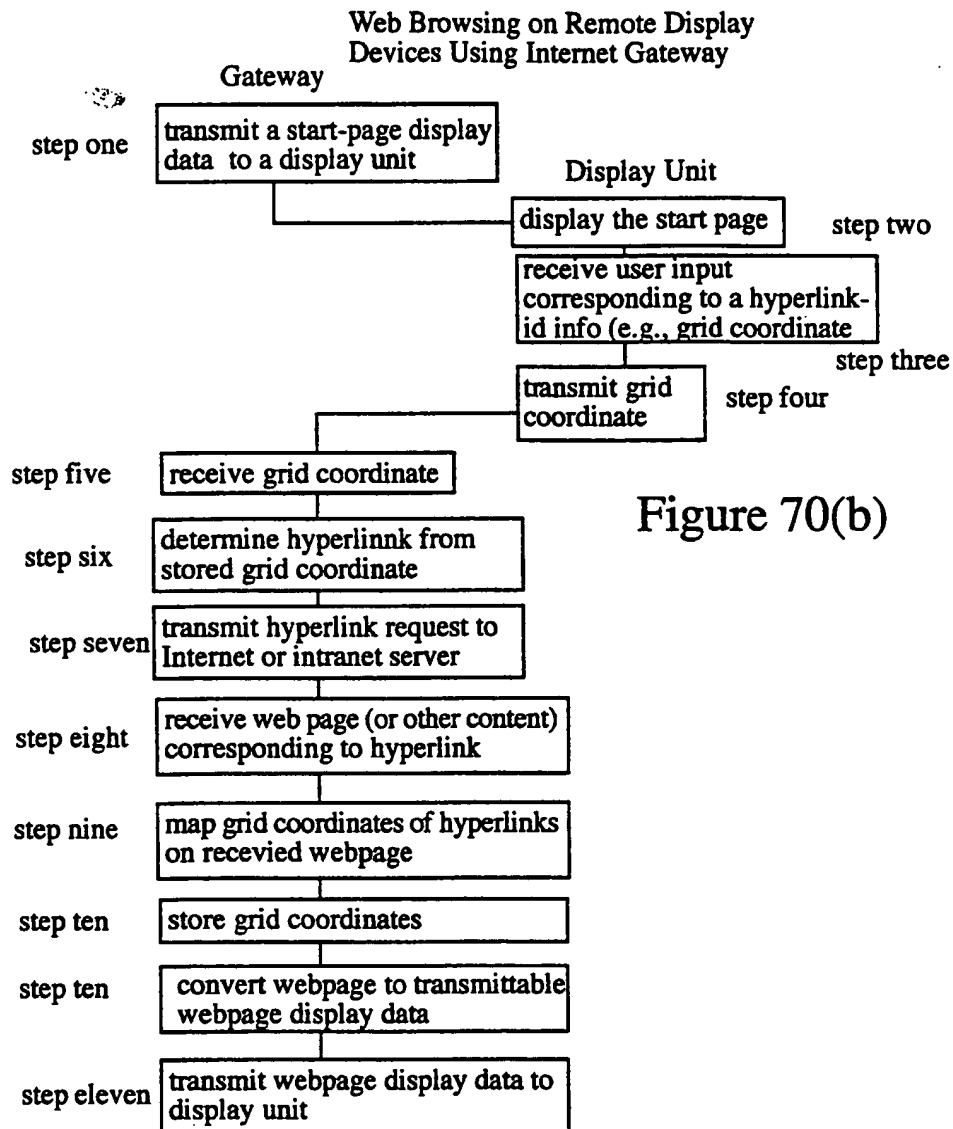 Web Browsing on Remote Display
Devices Using Internet Gateway
Gateway
step one
transmit a start-page display
data to a display unit
Display Unit
display the start page
step two
receive user input
corresponding to a hyperlink-
id info (e.g., grid coordinate
step three
transmit grid
coordinate
step four
step five
receive grid coordinate
Figure 70(b)
step six
determine hyperlinnk from
stored grid coordinate
step seven
transmit hyperlink request to
Internet or intranet server
step eight
receive web page (or other content)
corresponding to hyperlink
step nine
map grid coordinates of hyperlinks
on recevied webpage
step ten
store grid coordinates
step ten
convert webpage to transmittable
webpage display data
step eleven
transmit webpage display data to
display unit